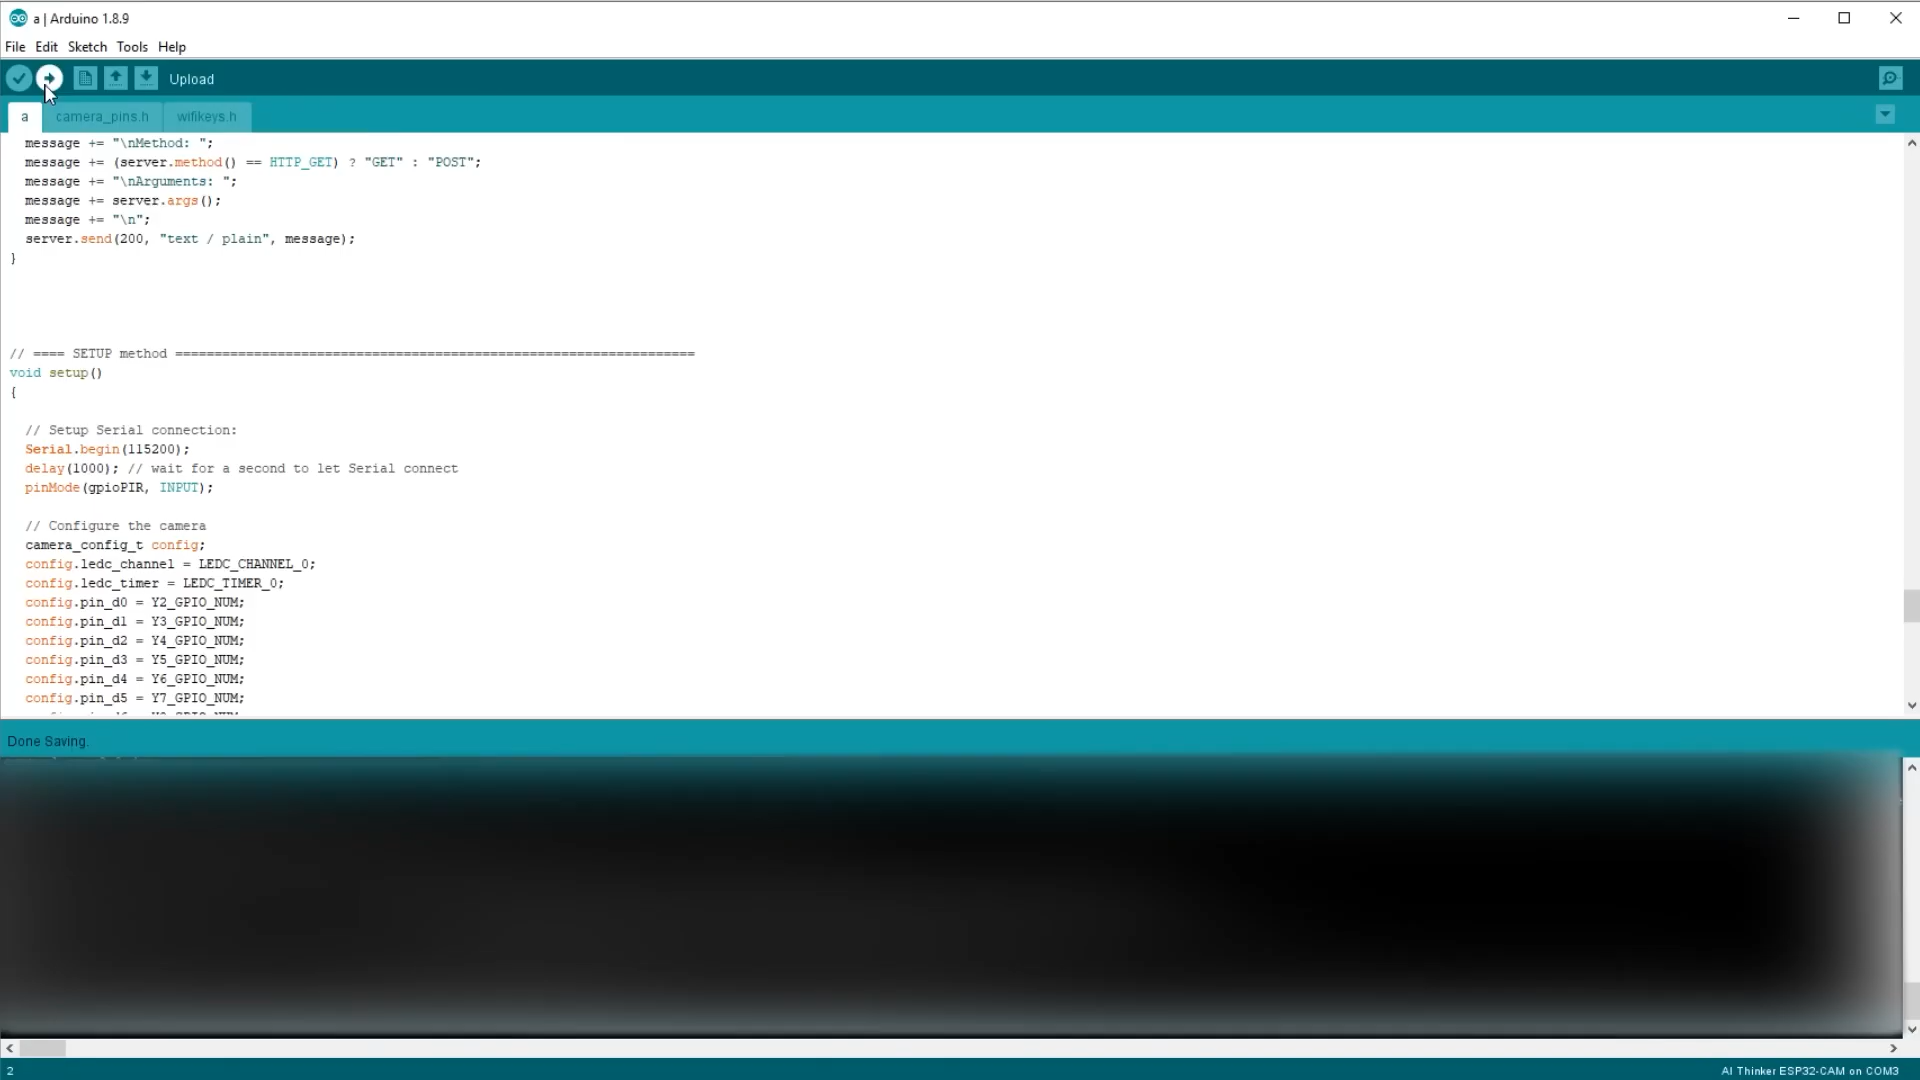 a | Arduino 1.8.9
File Edit Sketch Tools Help
Upload
a camera_pins.h wifikeys.h
message += "\nMethod: ";
message += (server.method() == HTTP_GET) ? "GET" : "POST";
message += "\nArguments: ";
message += server.args();
message += "\n";
server.send(200, "text / plain", message);
}
// ==== SETUP method ==================================================================
void setup()
{
// Setup Serial connection:
Serial.begin(115200);
delay(1000); // wait for a second to let Serial connect
pinMode(gpioPIR, INPUT);
// Configure the camera
camera_config_t config;
config.ledc_channel = LEDC_CHANNEL_0;
config.ledc_timer = LEDC_TIMER_0;
config.pin_d0 = Y2_GPIO_NUM;
config.pin_d1 = Y3_GPIO_NUM;
config.pin_d2 = Y4_GPIO_NUM;
config.pin_d3 = Y5_GPIO_NUM;
config.pin_d4 = Y6_GPIO_NUM;
config.pin_d5 = Y7_GPIO_NUM;
Done Saving.
2
AI Thinker ESP32-CAM on COM3